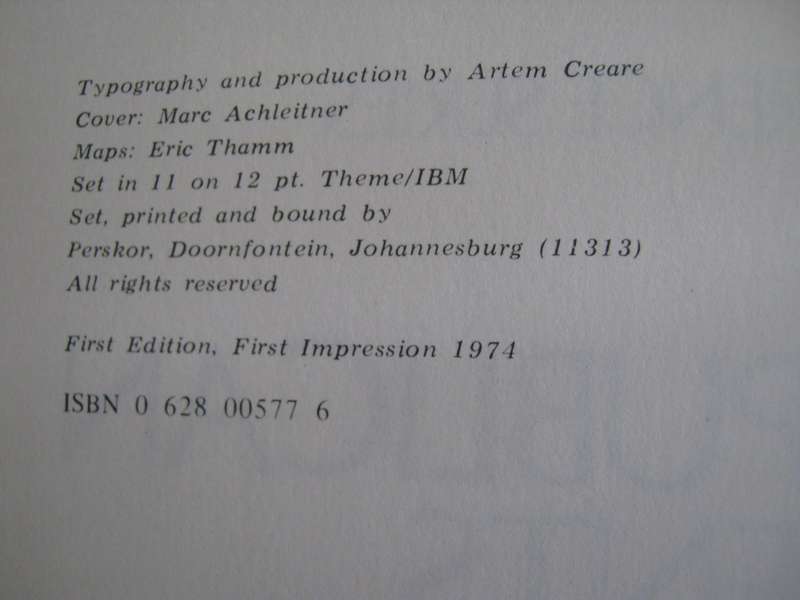 Typography and production by Artem Creare
Cover: Marc Achleitner
Maps: Eric Thamm
Set in 11 on 12 pt. Theme/IBM
Set, printed and bound by
Perskor, Doornfontein, Johannesburg (11313)
All rights reserved
First Edition, First Impression 1974
ISBN 0 628 00577 6